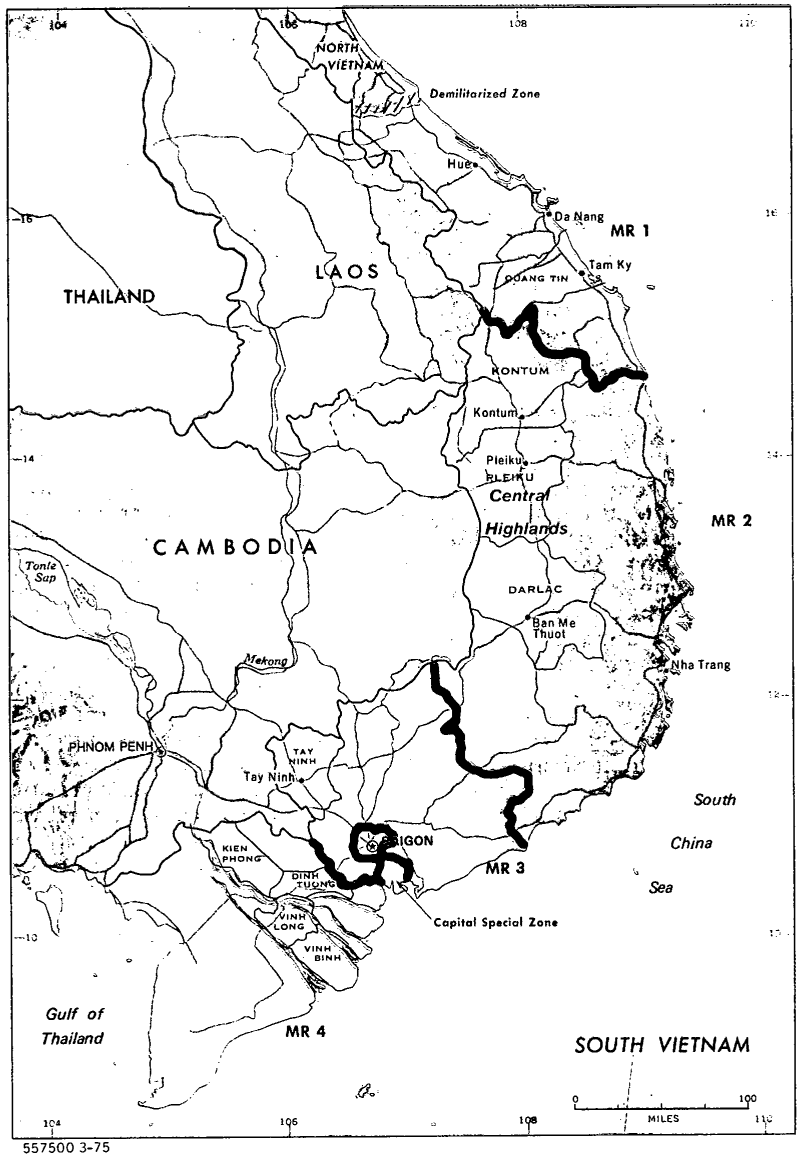 104
106
108
110
NORTH
VIETNAM
Demilitarized Zone
Hue
16
Da Nang
16
MR 1
LAOS
Tam Ky
QUANG TIN
THAILAND
KONTUM
Kontum
14
14
Pleiku
PLEIKU
Central
Highlands
MR 2
CAMBODIA
Tonle
Sap
DARLAC
Ban Me
Thuot
Mekong
Nha Trang
12
PHNOM PENH
TAY
NINH
Tay Ninh
South
China
Sea
SAIGON
KIEN
PHONG
MR 3
DINH
TUONG
VINH
LONG
Capital Special Zone
10
VINH
BINH
Gulf of
Thailand
MR 4
SOUTH VIETNAM
0
100
MILES
104
106
108
110
557500 3-75